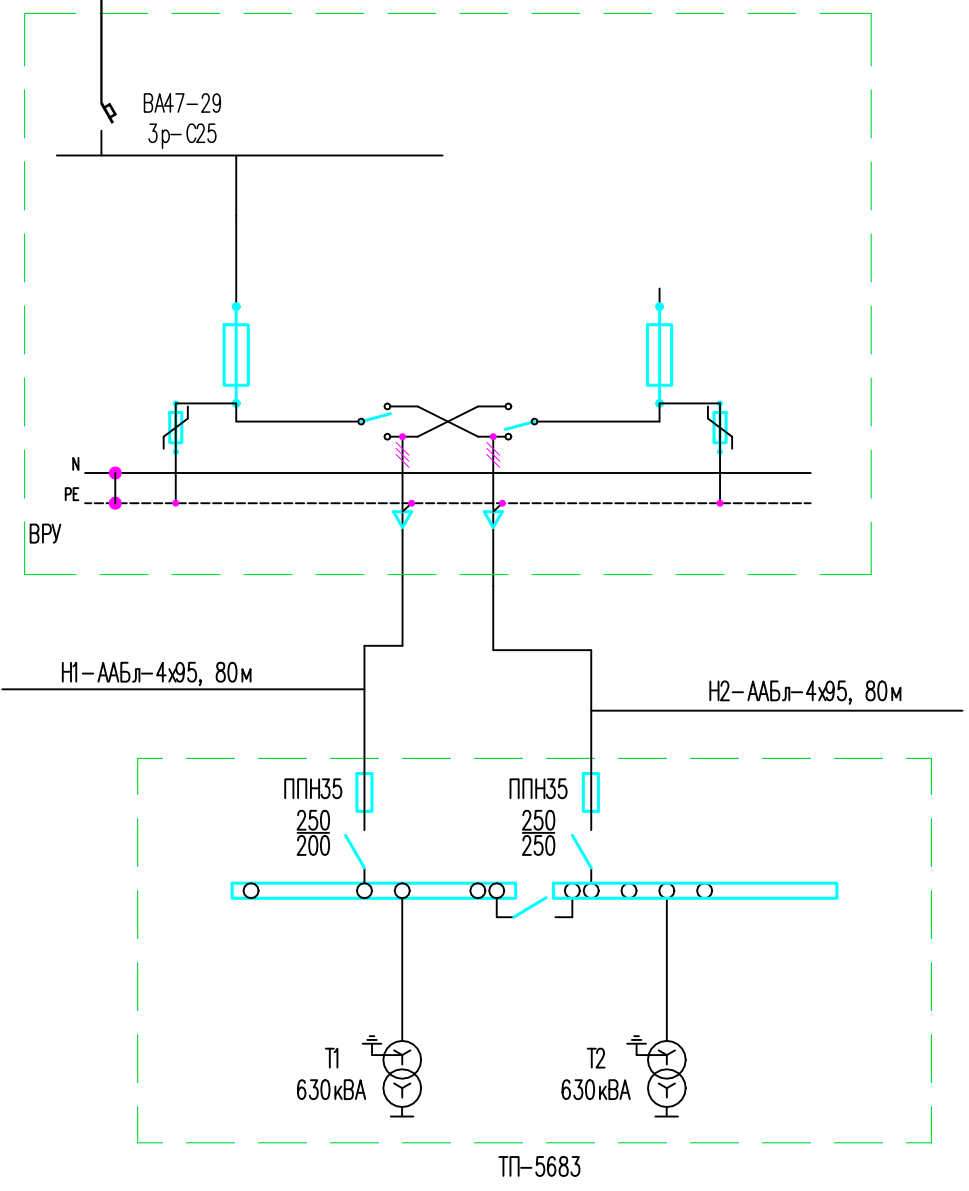 ВА47-29
3р-С25
N
PE
ВРУ
Н1-ААБл-4х95, 80м
Н2-ААБл-4х95, 80м
ППН35
250
200
ППН35
250
250
Т1
630кВА
Т2
630кВА
ТП-5683